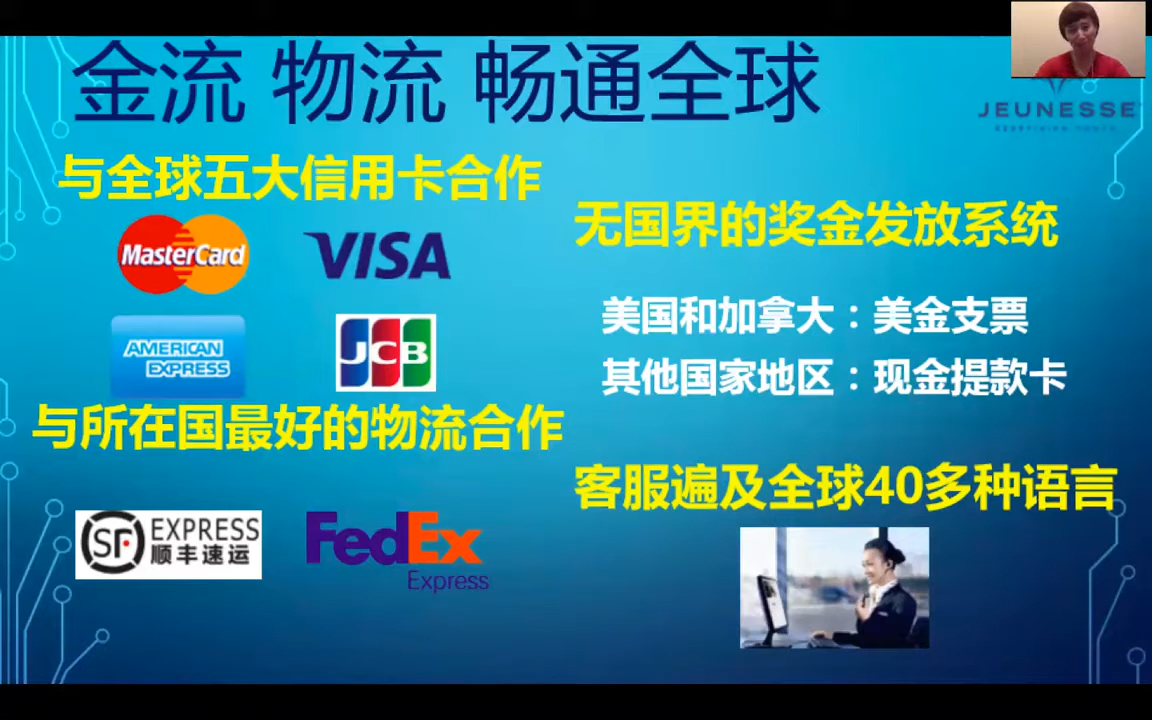 金流 物流 畅通全球
JEUNESSE
与全球五大信用卡合作
MasterCard
VISA
AMERICAN
EXPRESS
JCB
与所在国最好的物流合作
SF
EXPRESS
顺丰速运
FedEx
Express
无国界的奖金发放系统
美国和加拿大：美金支票
其他国家地区：现金提款卡
客服遍及全球40多种语言